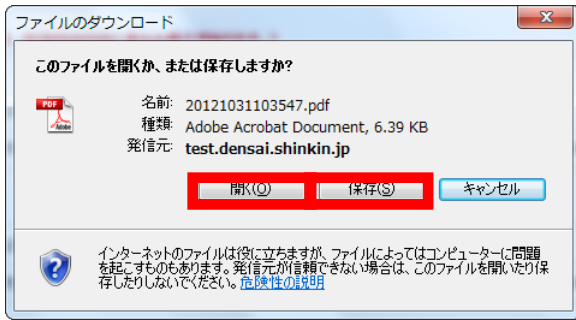 ファイルのダウンロード
このファイルを開くか、または保存しますか?
PDF
Adobe
名前: 20121031103547.pdf
種類: Adobe Acrobat Document, 6.39 KB
発信元: test.densai.shinkin.jp
開く(O) 保存(S) キャンセル
インターネットのファイルは役に立ちますが、ファイルによってはコンピューターに問題
を起こすものもあります。発信元が信頼できない場合は、このファイルを開いたり保
存したりしないでください。危険性の説明